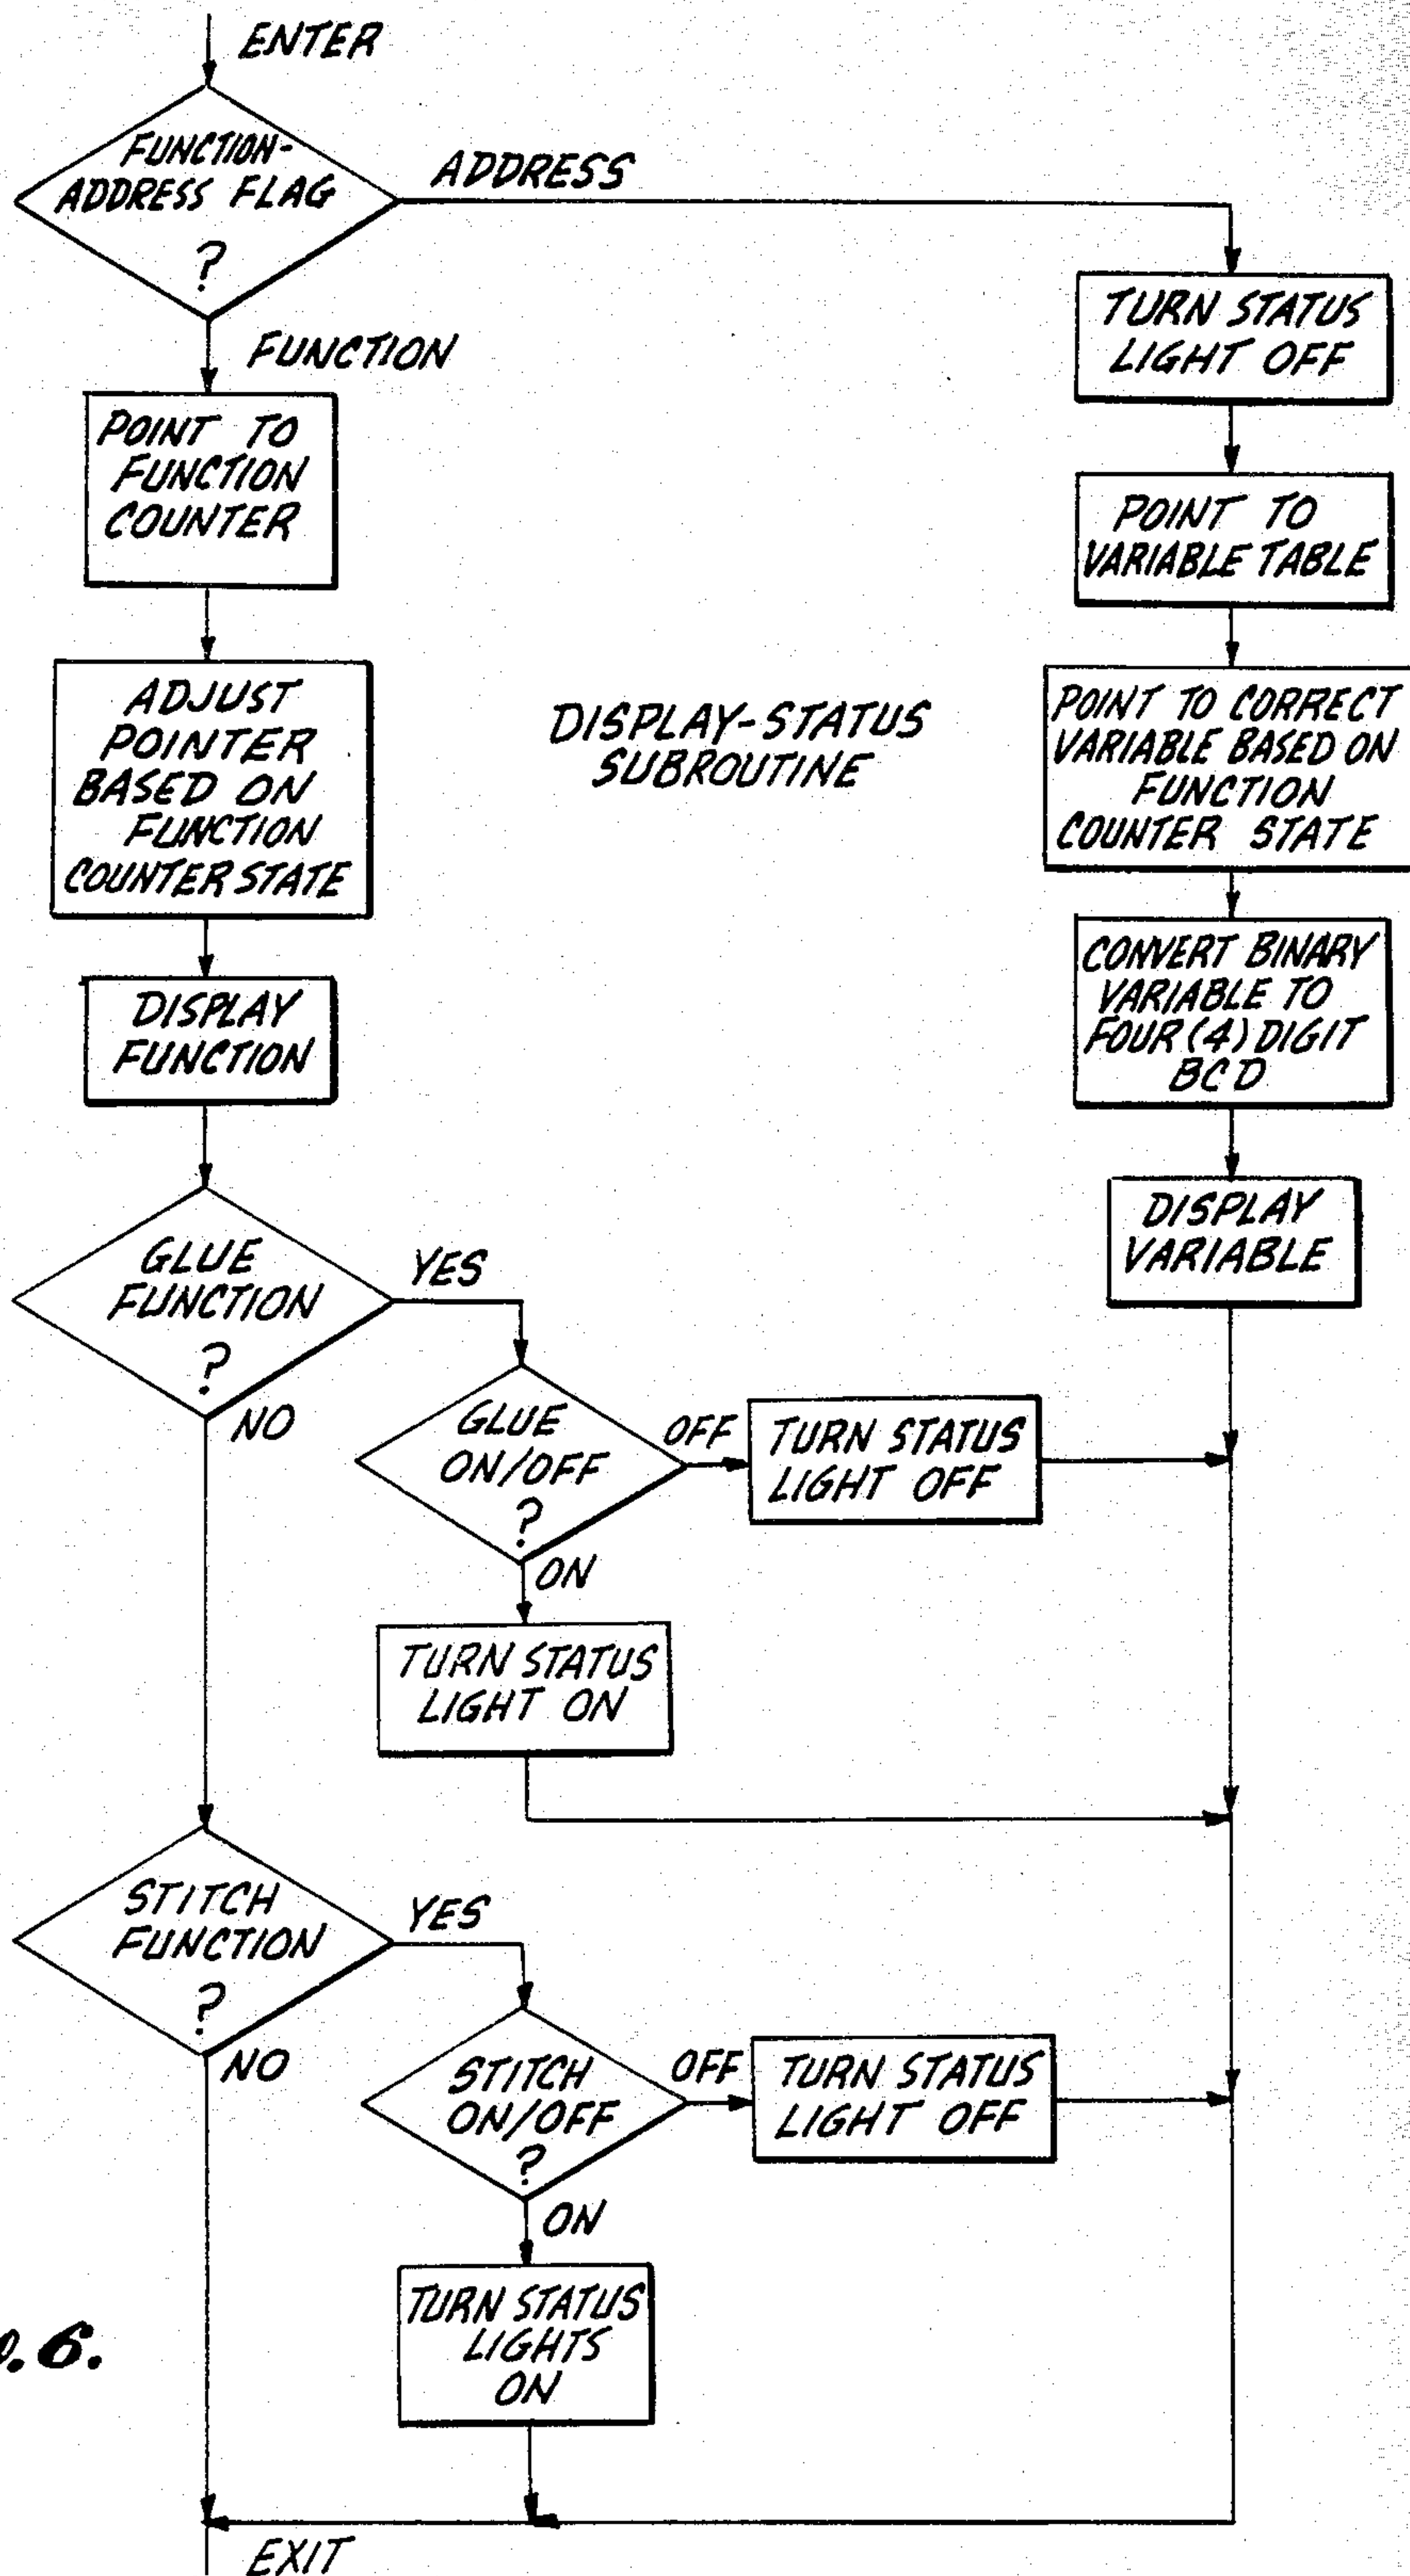 ENTER
FUNCTION-
ADDRESS FLAG
?
ADDRESS
FUNCTION
TURN STATUS
LIGHT OFF
POINT TO
FUNCTION
COUNTER
POINT TO
VARIABLE TABLE
ADJUST
POINTER
BASED ON
FUNCTION
COUNTER STATE
DISPLAY-STATUS
SUBROUTINE
POINT TO CORRECT
VARIABLE BASED ON
FUNCTION
COUNTER STATE
DISPLAY
FUNCTION
CONVERT BINARY
VARIABLE TO
FOUR (4) DIGIT
BCD
DISPLAY
VARIABLE
GLUE
FUNCTION
?
YES
NO
GLUE
ON/OFF
?
OFF
TURN STATUS
LIGHT OFF
ON
TURN STATUS
LIGHT ON
STITCH
FUNCTION
?
YES
NO
STITCH
ON/OFF
?
OFF
TURN STATUS
LIGHT OFF
ON
TURN STATUS
LIGHTS
ON
.6.
EXIT